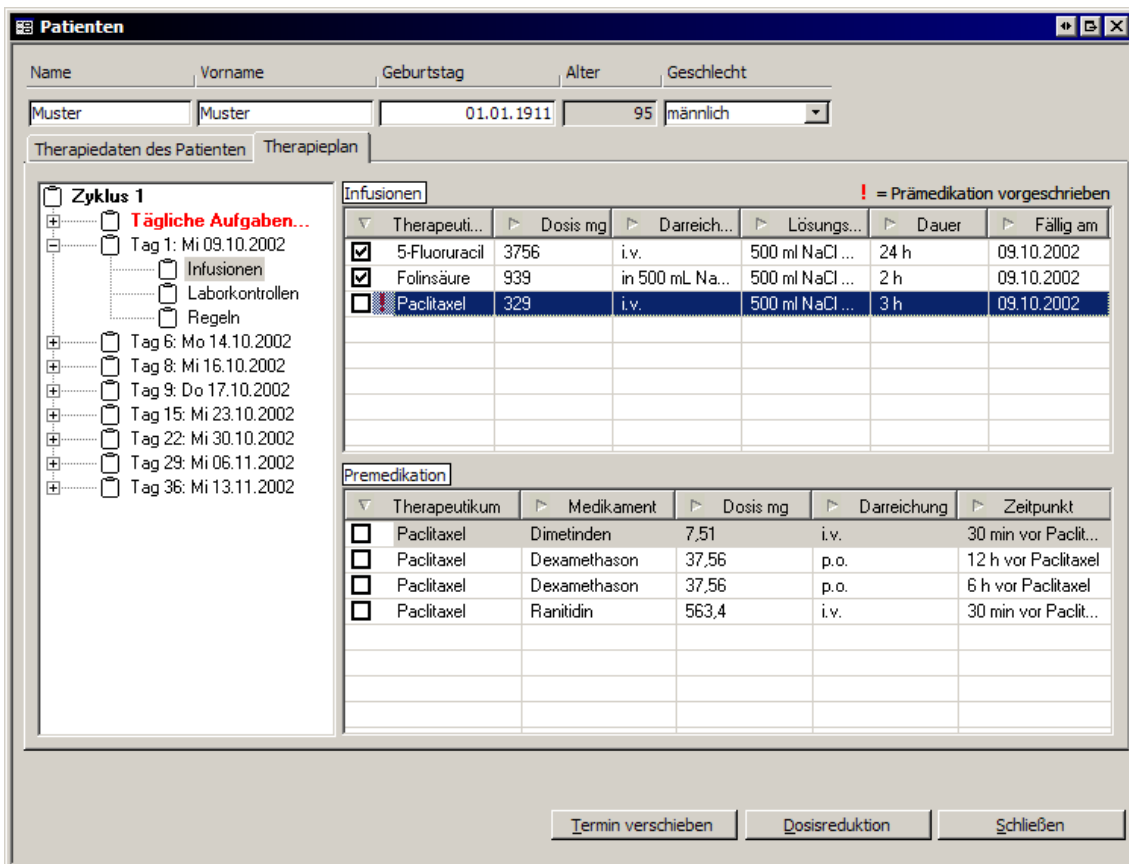 Patienten
Name Vorname Geburtstag Alter Geschlecht
Muster Muster 01.01.1911 95 männlich
Therapiedaten des Patienten Therapieplan
Zyklus 1
Tägliche Aufgaben...
Tag 1: Mi 09.10.2002
Infusionen
Laborkontrollen
Regeln
Tag 6: Mo 14.10.2002
Tag 8: Mi 16.10.2002
Tag 9: Do 17.10.2002
Tag 15: Mi 23.10.2002
Tag 22: Mi 30.10.2002
Tag 29: Mi 06.11.2002
Tag 36: Mi 13.11.2002
Infusionen ! = Prämedikation vorgeschrieben
Therapeuti... Dosis mg Darreich... Lösungs... Dauer Fällig am
5-Fluoruracil 3756 i.v. 500 ml NaCl ... 24 h 09.10.2002
Folinsäure 939 in 500 mL Na... 500 ml NaCl ... 2 h 09.10.2002
! Paclitaxel 329 i.v. 500 ml NaCl ... 3 h 09.10.2002
Premedikation
Therapeutikum Medikament Dosis mg Darreichung Zeitpunkt
Paclitaxel Dimetinden 7,51 i.v. 30 min vor Paclit...
Paclitaxel Dexamethason 37,56 p.o. 12 h vor Paclitaxel
Paclitaxel Dexamethason 37,56 p.o. 6 h vor Paclitaxel
Paclitaxel Ranitidin 563,4 i.v. 30 min vor Paclit...
Termin verschieben Dosisreduktion Schließen